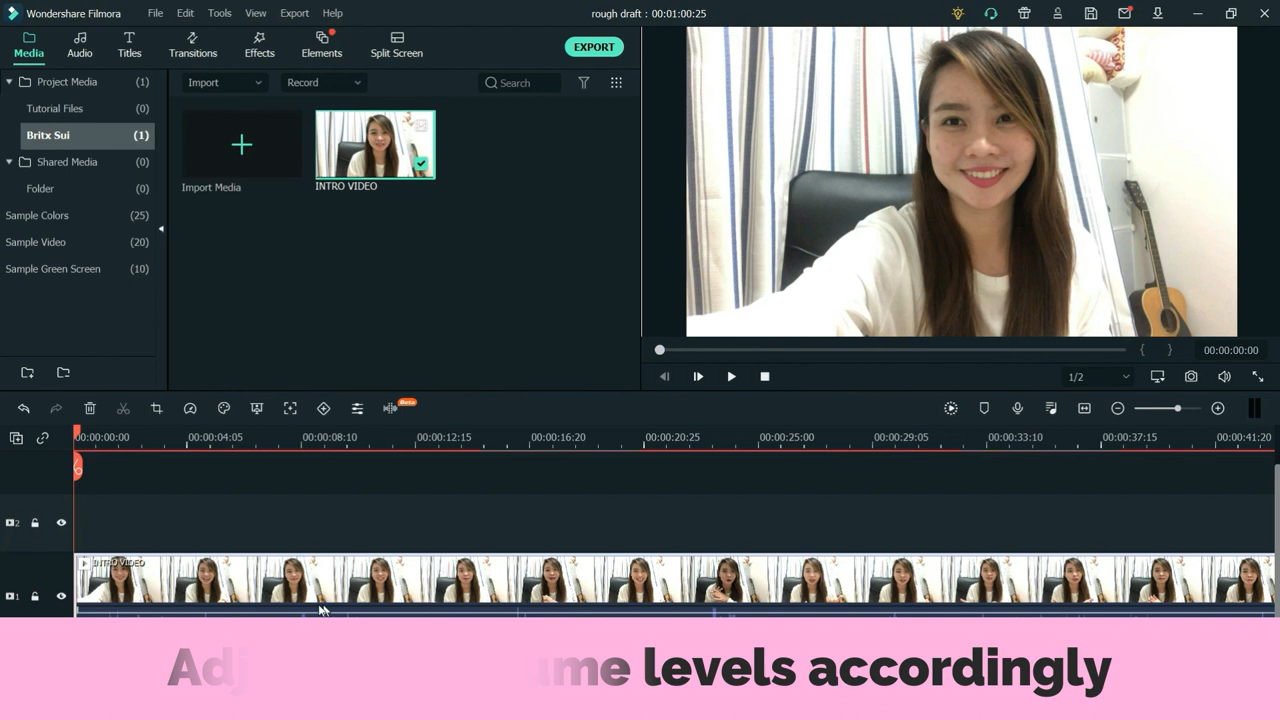 Wondershare Filmora File Edit Tools View Export Help rough draft : 00:01:00:25
Media Audio Titles Transitions Effects Elements Split Screen EXPORT
Project Media (1) Import Record Search
Tutorial Files (0)
Britx Sui (1)
Shared Media (0)
Import Media INTRO VIDEO
Folder (0)
Sample Colors (25)
Sample Video (20)
Sample Green Screen (10)
00:00:00:00
1/2
Beta
00:00:00:00 00:00:04:05 00:00:08:10 00:00:12:15 00:00:16:20 00:00:20:25 00:00:25:00 00:00:29:05 00:00:33:10 00:00:37:15 00:00:41:20
2
INTRO VIDEO
1
levels accordingly